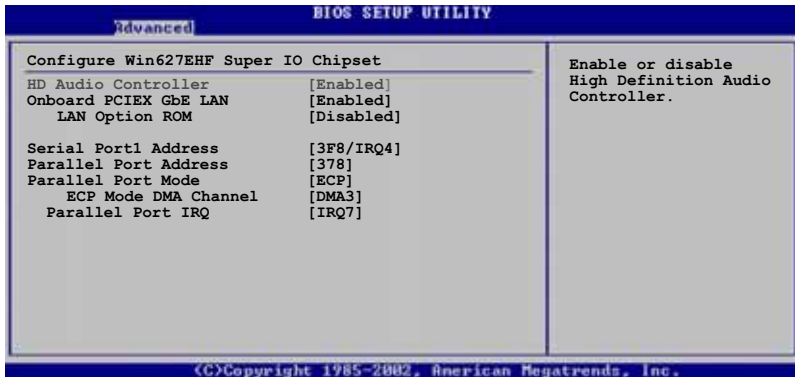 BIOS SETUP UTILITY
Advanced
Configure Win627EHF Super IO Chipset
HD Audio Controller [Enabled]
Onboard PCIEX GbE LAN [Enabled]
LAN Option ROM [Disabled]
Serial Port1 Address [3F8/IRQ4]
Parallel Port Address [378]
Parallel Port Mode [ECP]
ECP Mode DMA Channel [DMA3]
Parallel Port IRQ [IRQ7]
Enable or disable
High Definition Audio
Controller.
(C)Copyright 1985-2002, American Megatrends, Inc.